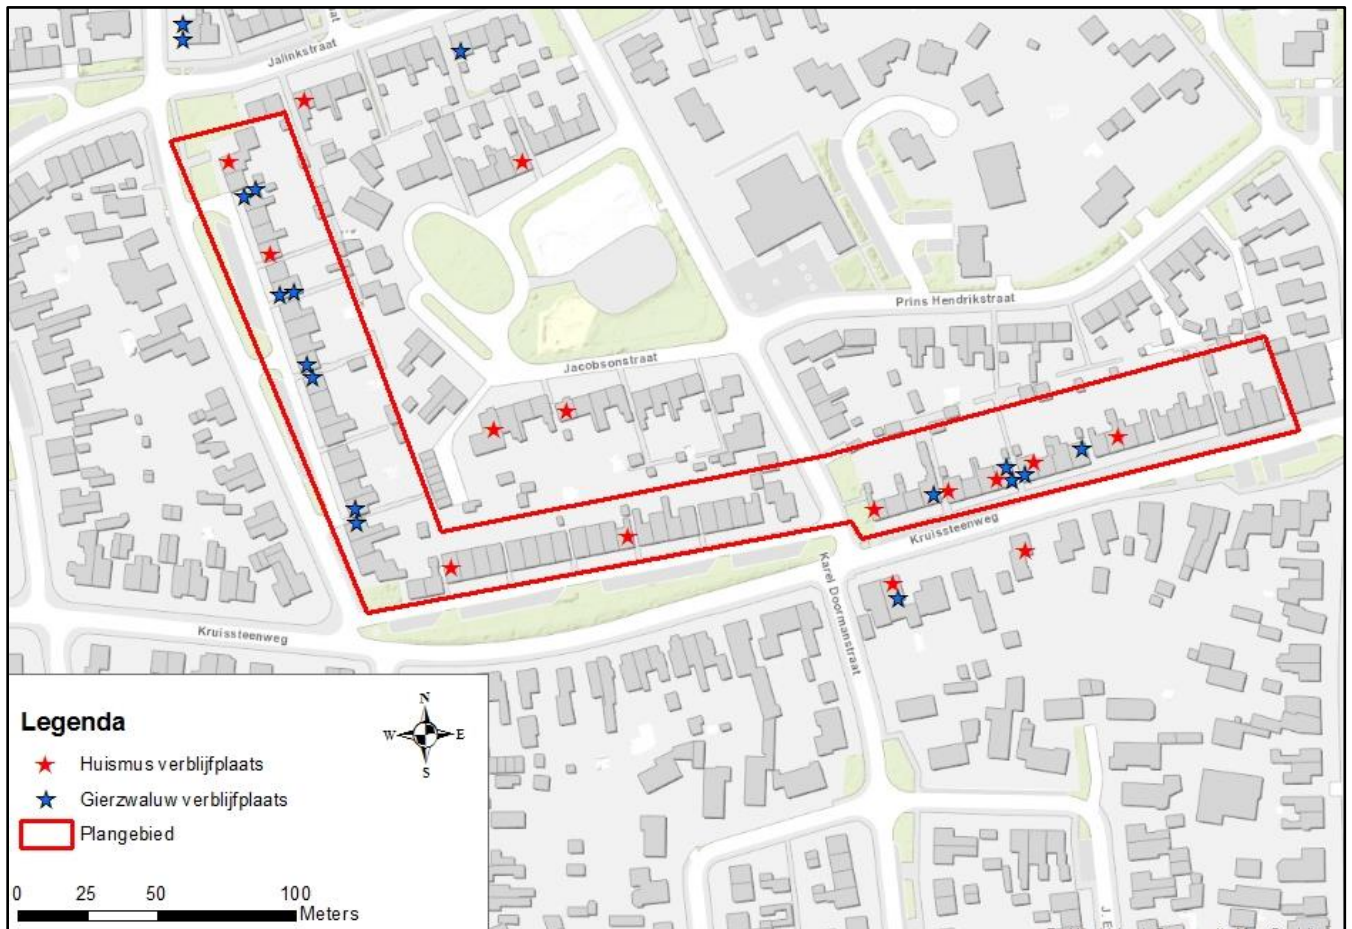 Jalinkstraat
Prins Hendrikstraat
Jacobsonstraat
Kruissteenweg
Karel Doormanstraat
Kruissteenweg
Legenda
N
W E
S
Huismus verblijfplaats
Gierzwaluw verblijfplaats
Plangebied
0 25 50 100
Meters